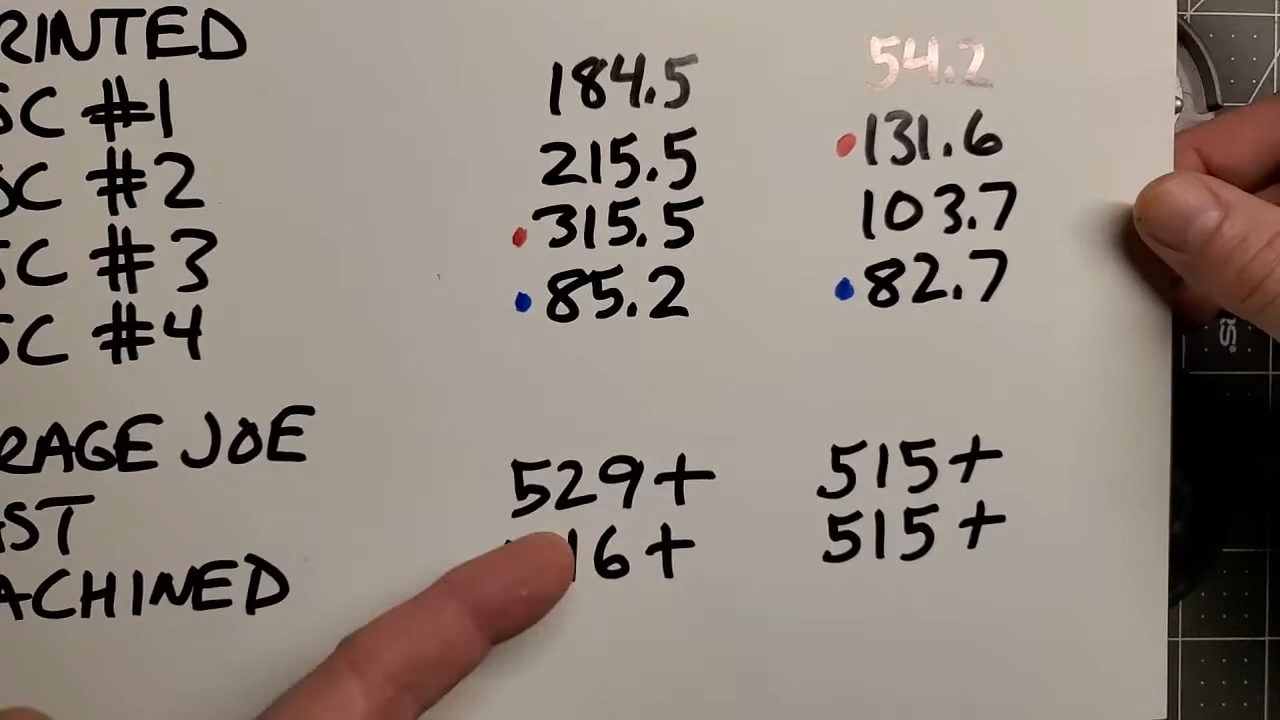 RINTED
SC #1 184.5 54.2
SC #2 215.5 131.6
SC #3 315.5 103.7
SC #4 85.2 82.7
RAGE JOE
ST 529+ 515+
ACHINED 16+ 515+